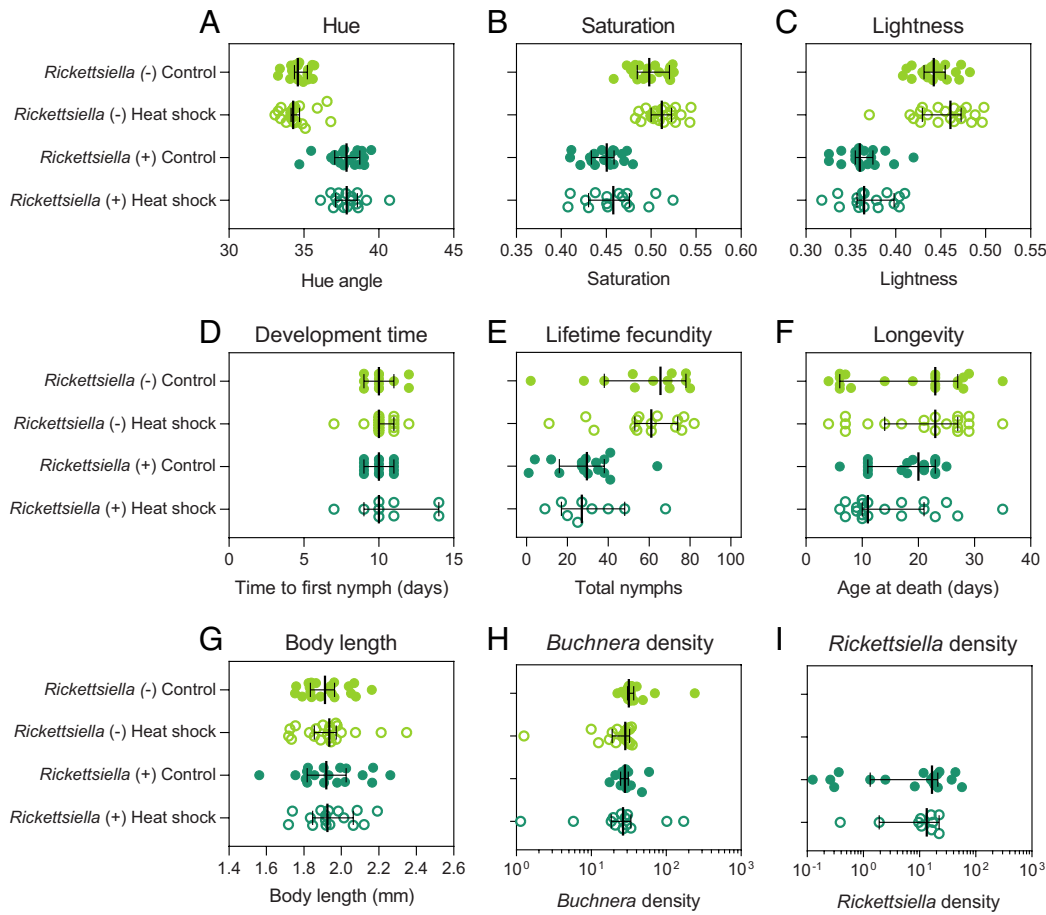 A Hue
B Saturation
C Lightness
Rickettsiella (-) Control
Rickettsiella (-) Heat shock
Rickettsiella (+) Control
Rickettsiella (+) Heat shock
30 35 40 45
0.35 0.40 0.45 0.50 0.55 0.60
0.30 0.35 0.40 0.45 0.50 0.55
Hue angle
Saturation
Lightness
D Development time
E Lifetime fecundity
F Longevity
Rickettsiella (-) Control
Rickettsiella (-) Heat shock
Rickettsiella (+) Control
Rickettsiella (+) Heat shock
0 5 10 15
0 20 40 60 80 100
0 10 20 30 40
Time to first nymph (days)
Total nymphs
Age at death (days)
G Body length
H Buchnera density
I Rickettsiella density
Rickettsiella (-) Control
Rickettsiella (-) Heat shock
Rickettsiella (+) Control
Rickettsiella (+) Heat shock
1.4 1.6 1.8 2.0 2.2 2.4 2.6
10⁰ 10¹ 10² 10³
10⁻¹ 10⁰ 10¹ 10² 10³
Body length (mm)
Buchnera density
Rickettsiella density